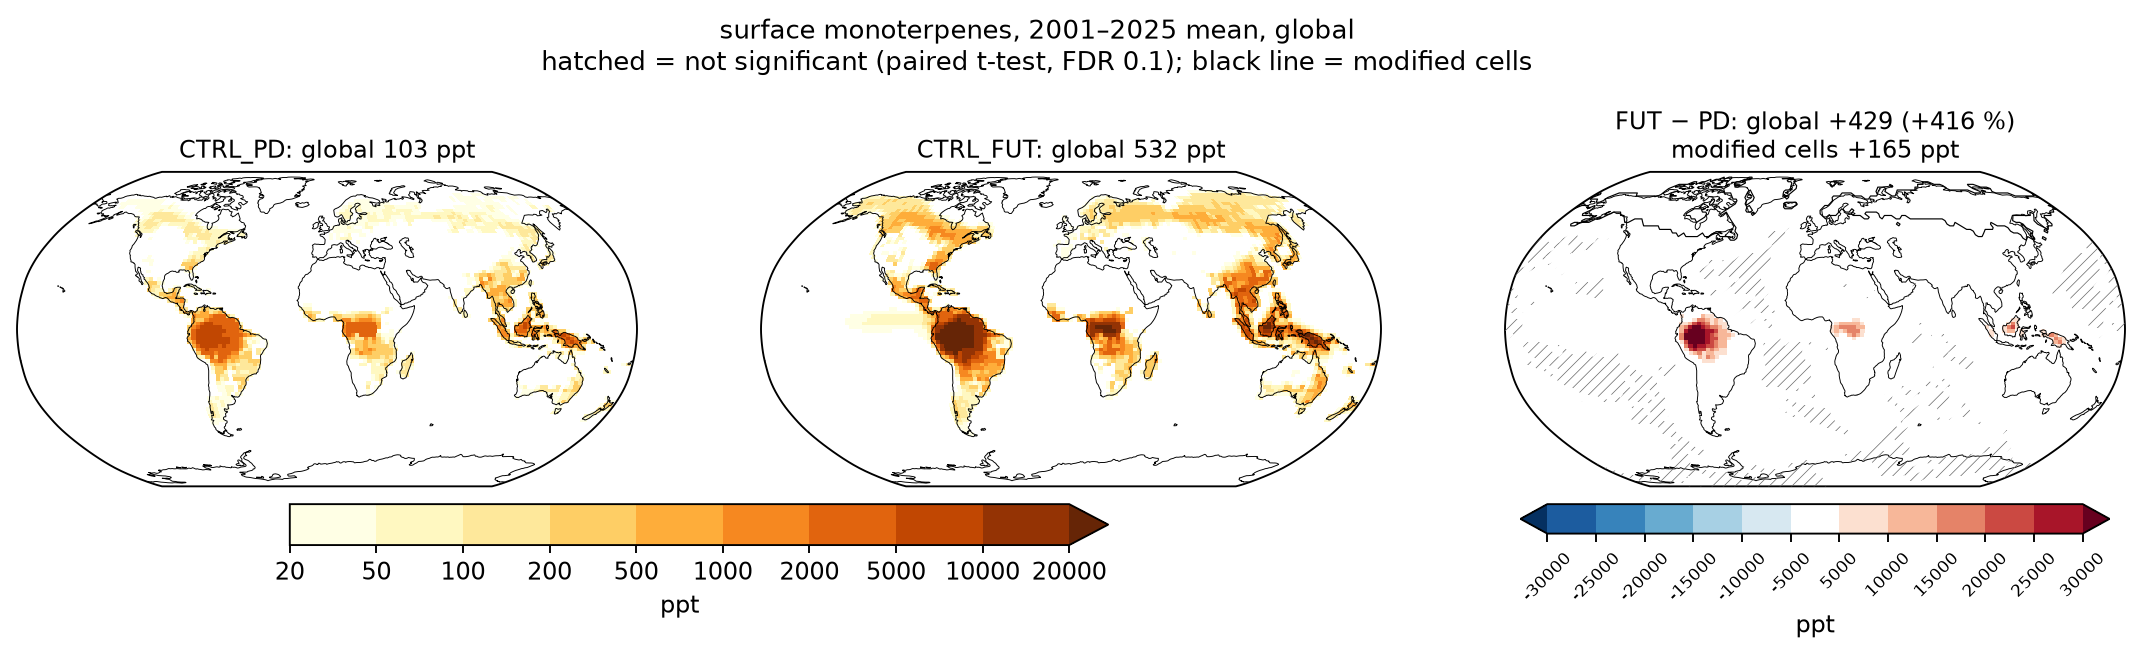 surface monoterpenes, 2001–2025 mean, global
hatched = not significant (paired t-test, FDR 0.1); black line = modified cells
CTRL_PD: global 103 ppt
CTRL_FUT: global 532 ppt
FUT − PD: global +429 (+416 %)
modified cells +165 ppt
20 50 100 200 500 1000 2000 5000 10000 20000
ppt
-30000 -25000 -20000 -15000 -10000 -5000 5000 10000 15000 20000 25000 30000
ppt